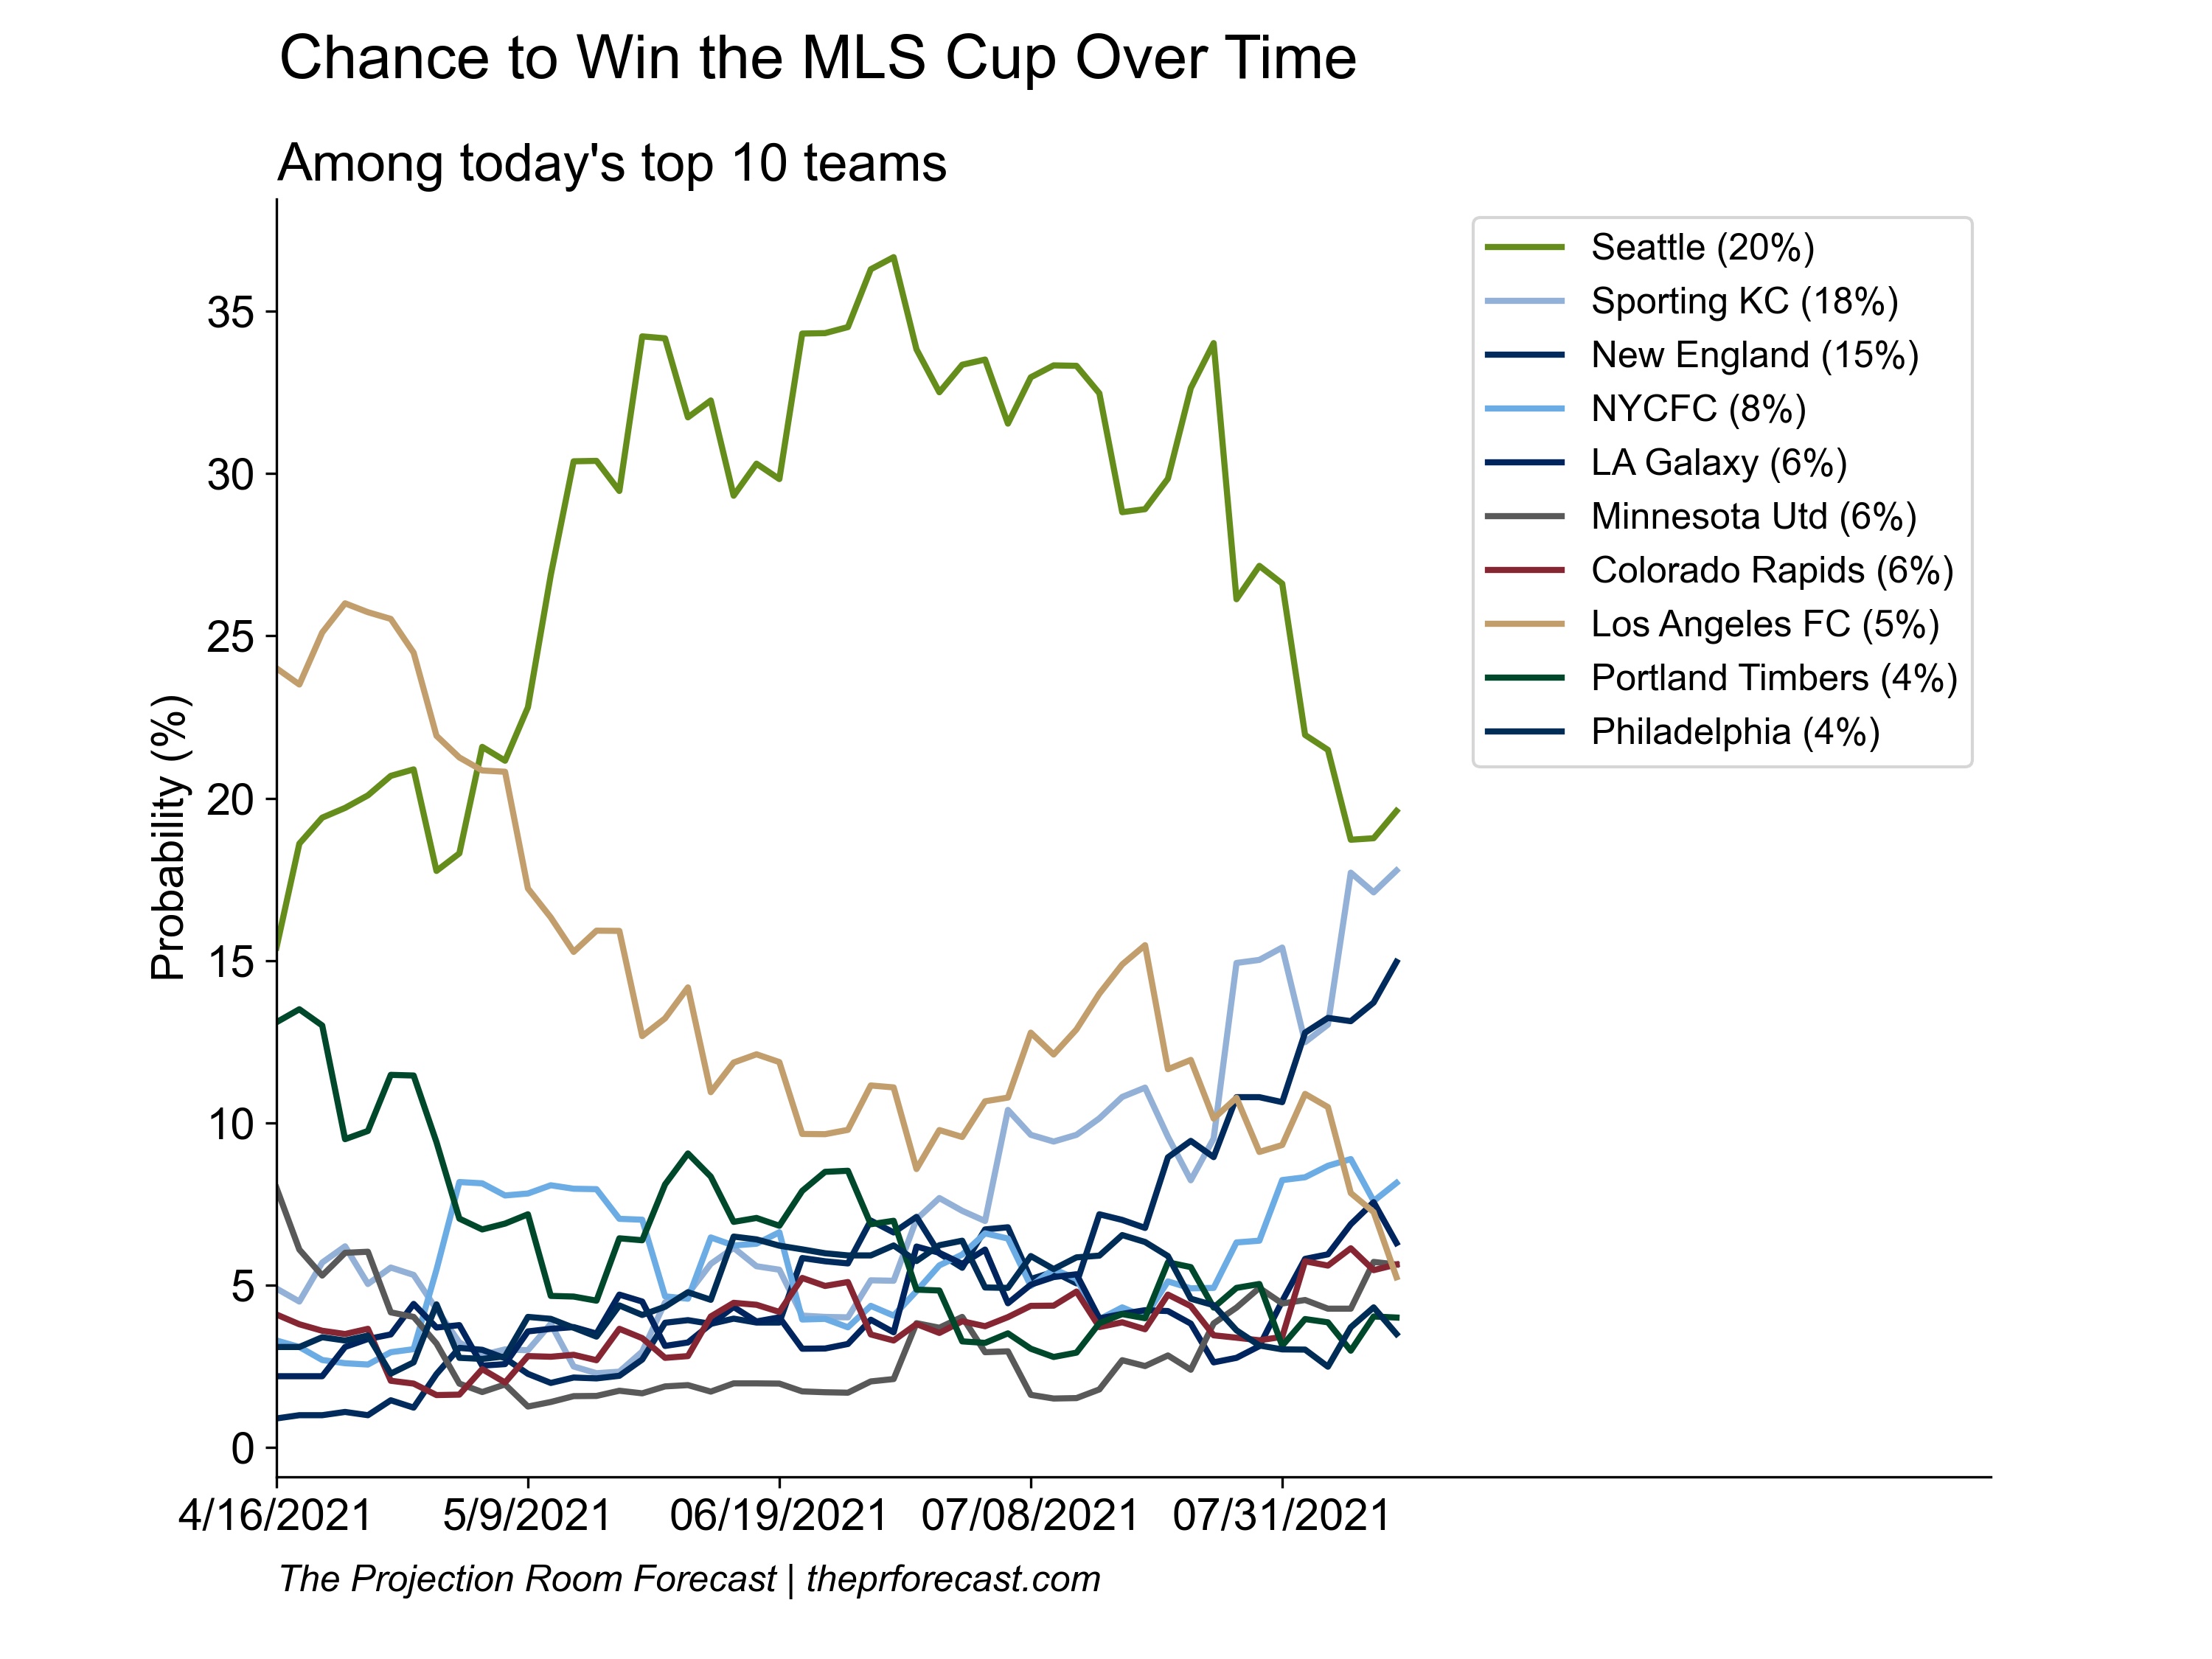 Chance to Win the MLS Cup Over Time
Among today's top 10 teams
Seattle (20%)
Sporting KC (18%)
New England (15%)
NYCFC (8%)
LA Galaxy (6%)
Minnesota Utd (6%)
Colorado Rapids (6%)
Los Angeles FC (5%)
Portland Timbers (4%)
Philadelphia (4%)
Probability (%)
35
30
25
20
15
10
5
0
4/16/2021 5/9/2021 06/19/2021 07/08/2021 07/31/2021
The Projection Room Forecast | theprforecast.com